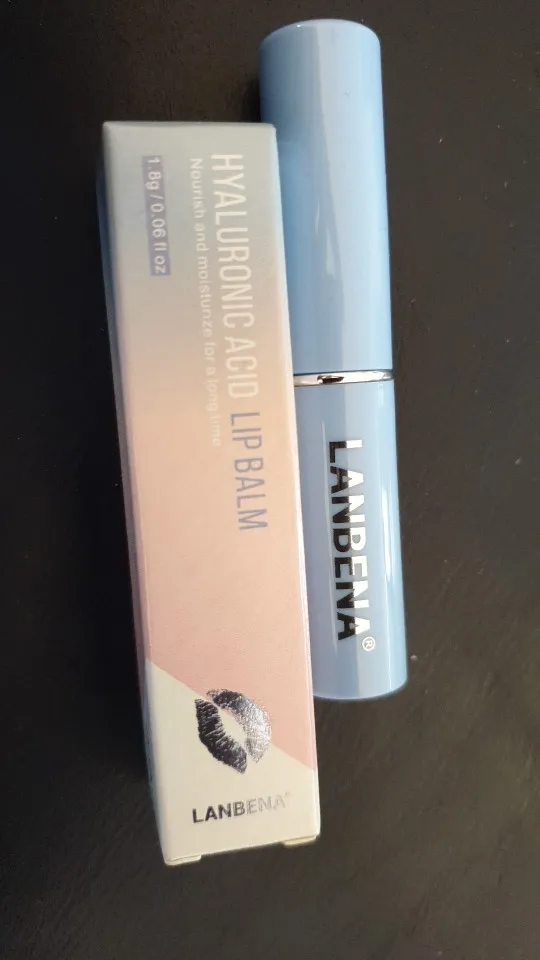 HYALURONIC ACID LIP BALM
Nourish and moisturize for a long time
1.8g / 0.06 fl oz
LANBENA®
LANBENA®